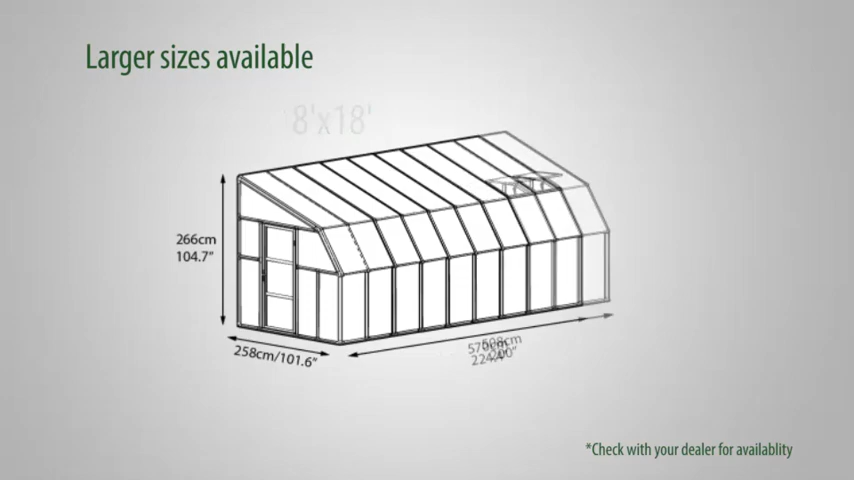 Larger sizes available
8'x18'
266cm
104.7"
258cm/101.6"
*Check with your dealer for availablity